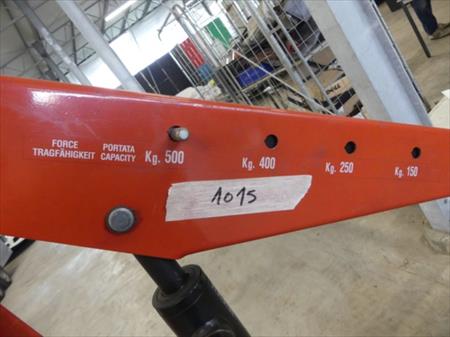 FORCE PORTATA
TRAGFÄHIGKEIT CAPACITY
Kg. 500
Kg. 400
Kg. 250
Kg. 150
1015